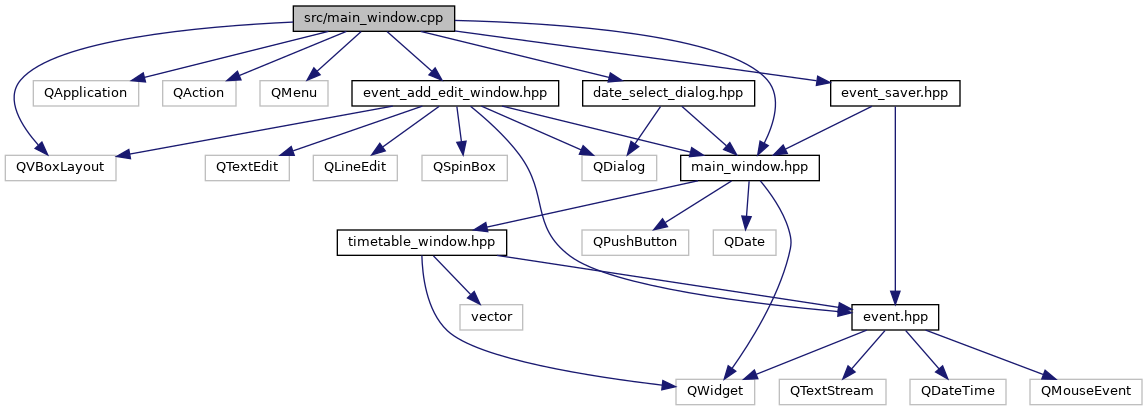 src/main_window.cpp
QApplication
QAction
QMenu
event_add_edit_window.hpp
date_select_dialog.hpp
event_saver.hpp
QVBoxLayout
QTextEdit
QLineEdit
QSpinBox
QDialog
main_window.hpp
timetable_window.hpp
QPushButton
QDate
vector
event.hpp
QWidget
QTextStream
QDateTime
QMouseEvent